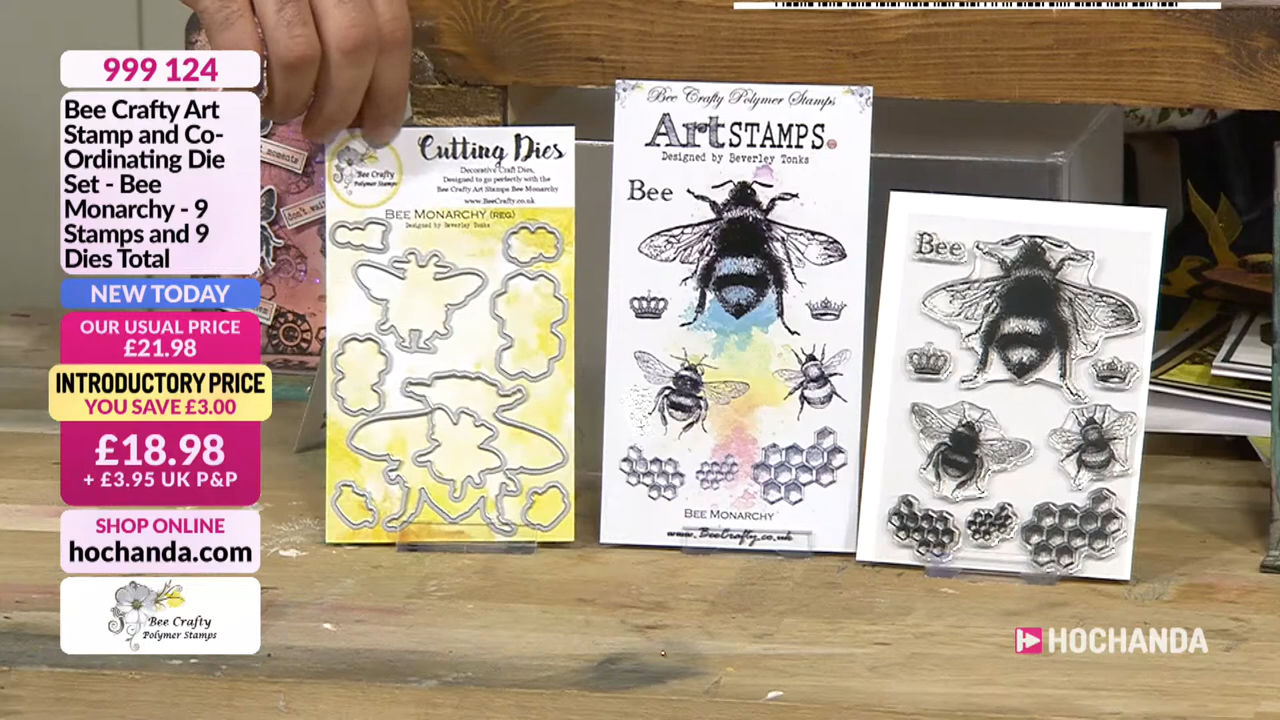 999 124
Bee Crafty Art
Stamp and Co-
Ordinating Die
Set - Bee
Monarchy - 9
Stamps and 9
Dies Total
NEW TODAY
OUR USUAL PRICE
£21.98
INTRODUCTORY PRICE
YOU SAVE £3.00
£18.98
+ £3.95 UK P&P
SHOP ONLINE
hochanda.com
Bee Crafty
Polymer Stamps
moments
don't wait
Bee Crafty
Polymer Stamps
Cutting Dies
Decorative Craft Dies,
Designed to go perfectly with the
Bee Crafty Art Stamps Bee Monarchy
www.BeeCrafty.co.uk
BEE MONARCHY (REG)
Designed by Beverley Tonks
Bee Crafty Polymer Stamps
ArtSTAMPS
Designed by Beverley Tonks
Bee
BEE MONARCHY
www.BeeCrafty.co.uk
Bee
HOCHANDA